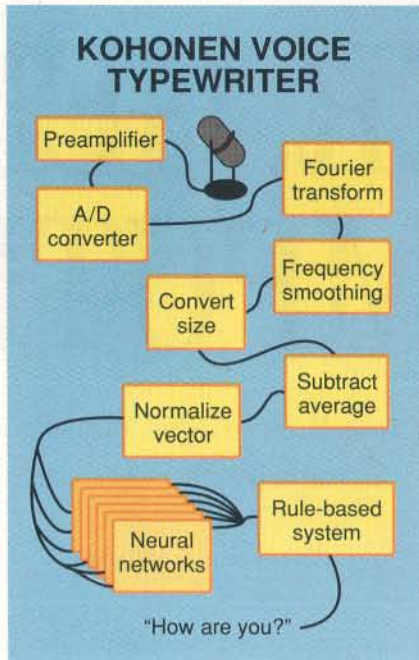 KOHONEN VOICE
TYPEWRITER
Preamplifier
A/D
converter
Fourier
transform
Frequency
smoothing
Convert
size
Subtract
average
Normalize
vector
Neural
networks
Rule-based
system
“How are you?”